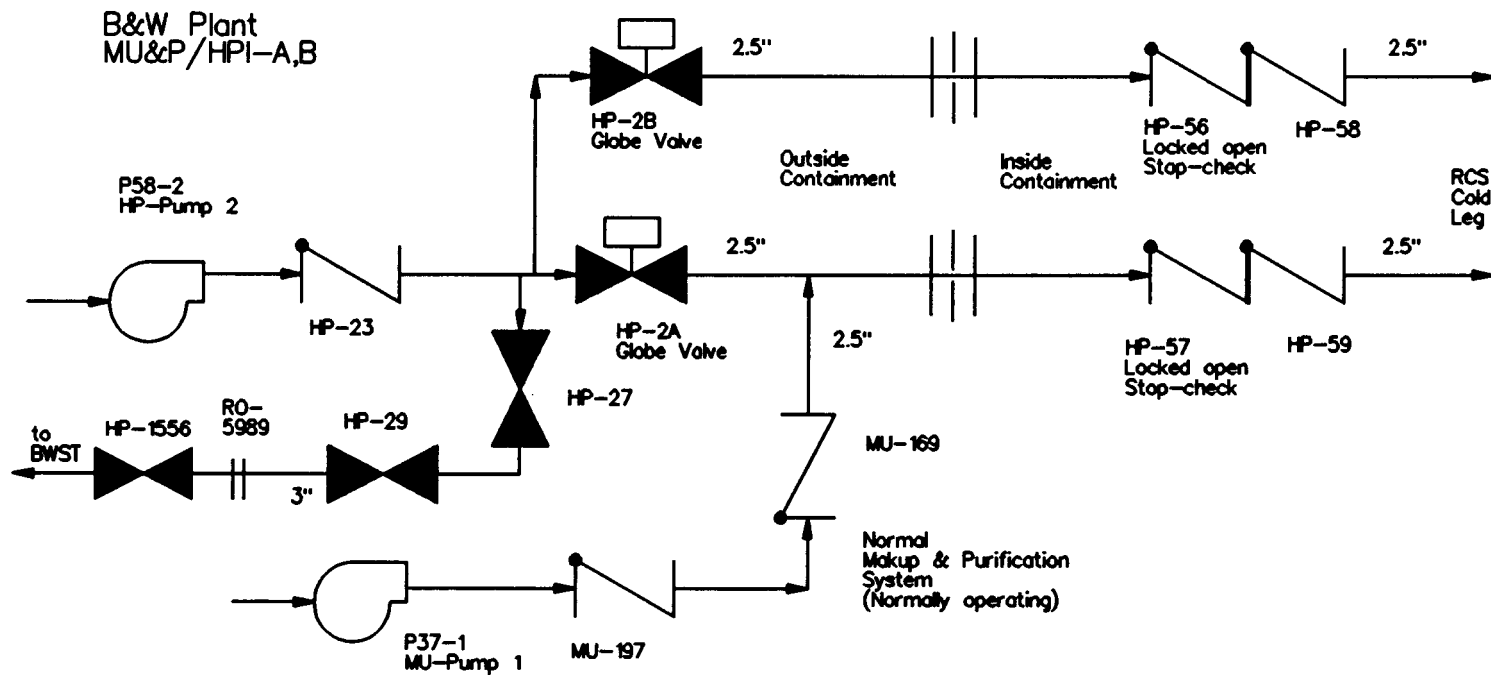 B&W Plant
MU&P/HPI-A,B
2.5"
2.5"
HP-2B
Globe Valve
HP-56
Locked open
Stop-check
HP-58
Outside
Containment
Inside
Containment
P58-2
HP-Pump 2
RCS
Cold
Leg
2.5"
2.5"
HP-23
HP-2A
Globe Valve
2.5"
HP-57
Locked open
Stop-check
HP-59
HP-27
to
BWST
HP-1556
RO-
5989
HP-29
3"
MU-169
Normal
Makup & Purification
System
(Normally operating)
P37-1
MU-Pump 1
MU-197